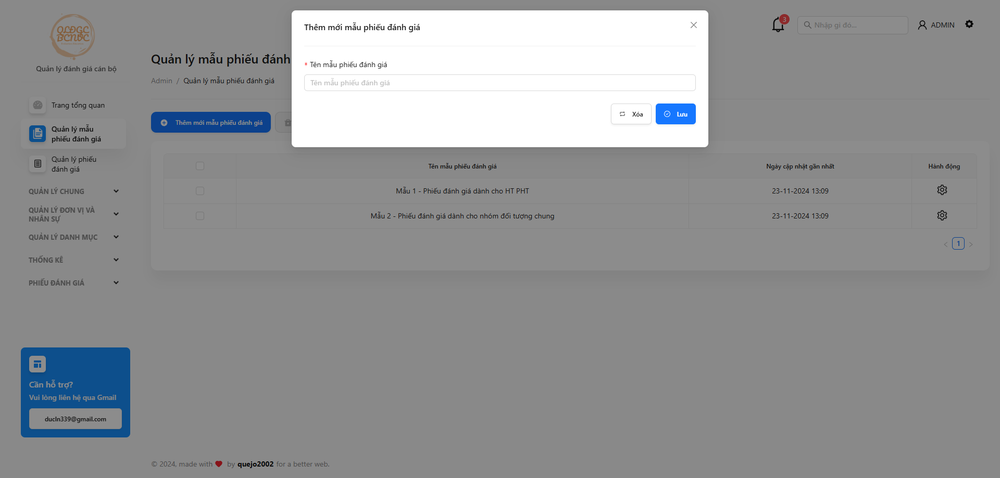 QLĐGC
BCNVC
Quản lý đánh giá cán bộ
Trang tổng quan
Quản lý mẫu
phiếu đánh giá
Quản lý phiếu
đánh giá
QUẢN LÝ CHUNG
QUẢN LÝ ĐƠN VỊ VÀ
NHÂN SỰ
QUẢN LÝ DANH MỤC
THỐNG KÊ
PHIẾU ĐÁNH GIÁ
Cần hỗ trợ?
Vui lòng liên hệ qua Gmail
ducln339@gmail.com
3
Nhập gì đó...
ADMIN
Quản lý mẫu phiếu đánh
Admin / Quản lý mẫu phiếu đánh giá
Thêm mới mẫu phiếu đánh giá
Thêm mới mẫu phiếu đánh giá
* Tên mẫu phiếu đánh giá
Tên mẫu phiếu đánh giá
Xóa
Lưu
Tên mẫu phiếu đánh giá Ngày cập nhật gần nhất Hành động
Mẫu 1 - Phiếu đánh giá dành cho HT PHT 23-11-2024 13:09
Mẫu 2 - Phiếu đánh giá dành cho nhóm đối tượng chung 23-11-2024 13:09
< 1 >
© 2024, made with by quejo2002 for a better web.